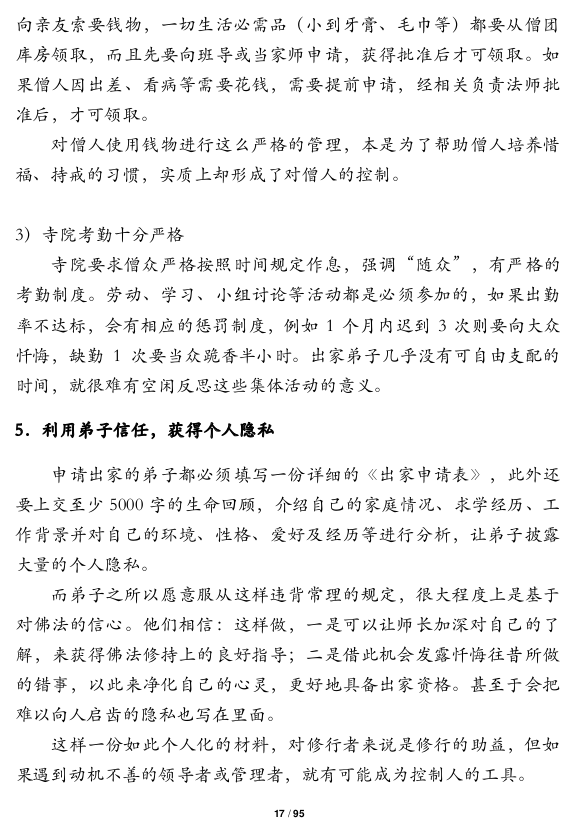 向亲友索要钱物，一切生活必需品（小到牙膏、毛巾等）都要从僧团
库房领取，而且先要向班导或当家师申请，获得批准后才可领取。如
果僧人因出差、看病等需要花钱，需要提前申请，经相关负责法师批
准后，才可领取。
对僧人使用钱物进行这么严格的管理，本是为了帮助僧人培养惜
福、持戒的习惯，实质上却形成了对僧人的控制。
3）寺院考勤十分严格
寺院要求僧众严格按照时间规定作息，强调“随众”，有严格的
考勤制度。劳动、学习、小组讨论等活动都是必须参加的，如果出勤
率不达标，会有相应的惩罚制度，例如 1 个月内迟到 3 次则要向大众
忏悔，缺勤 1 次要当众跪香半小时。出家弟子几乎没有可自由支配的
时间，就很难有空闲反思这些集体活动的意义。
5．利用弟子信任，获得个人隐私
申请出家的弟子都必须填写一份详细的《出家申请表》，此外还
要上交至少 5000 字的生命回顾，介绍自己的家庭情况、求学经历、工
作背景并对自己的环境、性格、爱好及经历等进行分析，让弟子披露
大量的个人隐私。
而弟子之所以愿意服从这样违背常理的规定，很大程度上是基于
对佛法的信心。他们相信：这样做，一是可以让师长加深对自己的了
解，来获得佛法修持上的良好指导；二是借此机会发露忏悔往昔所做
的错事，以此来净化自己的心灵，更好地具备出家资格。甚至于会把
难以向人启齿的隐私也写在里面。
这样一份如此个人化的材料，对修行者来说是修行的助益，但如
果遇到动机不善的领导者或管理者，就有可能成为控制人的工具。
17 / 95